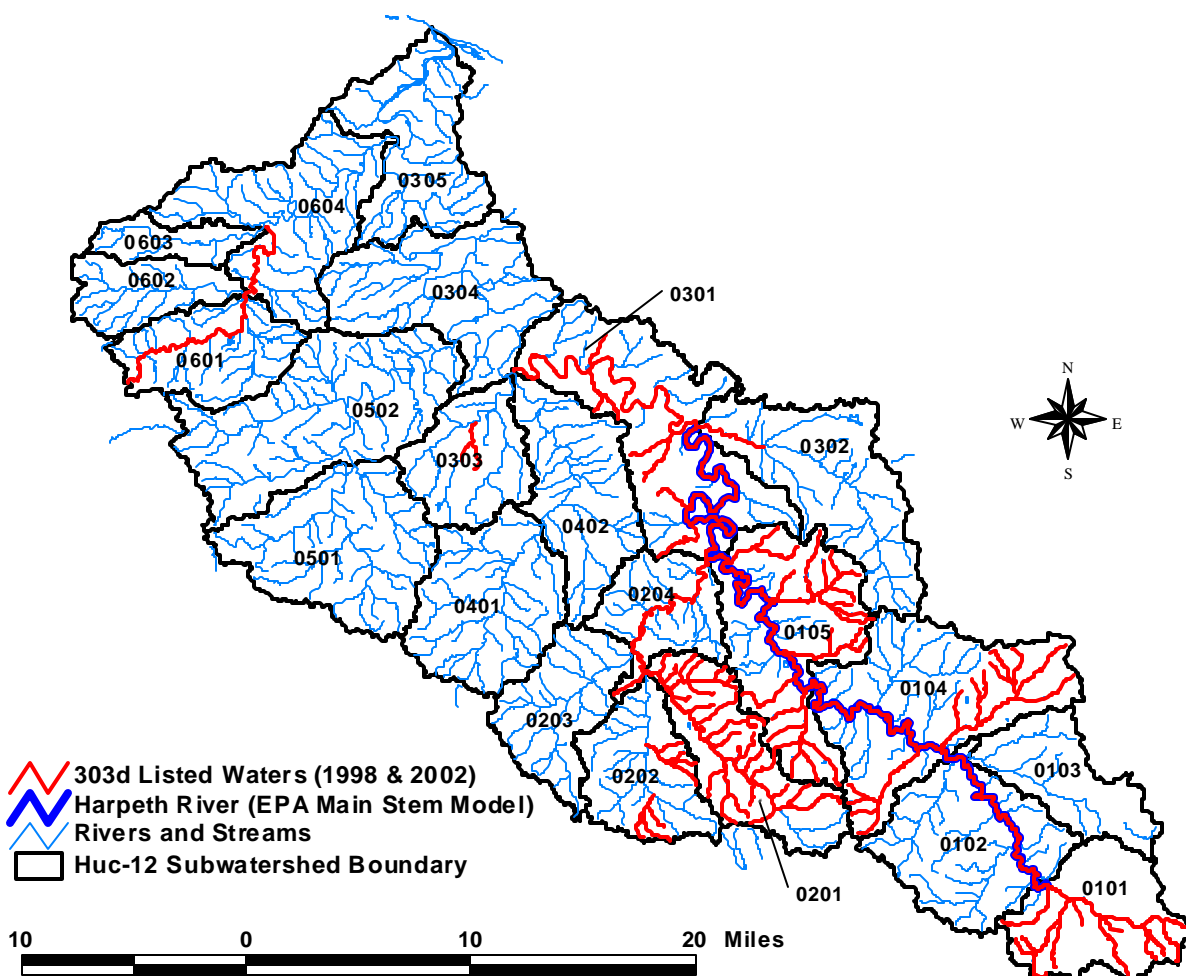 0305
0604
0603
0602
0304
0301
0601
0502
N
W E
S
0303
0302
0402
0501
0204
0401
0105
0104
0203
0202
0103
0102
0101
0201
303d Listed Waters (1998 & 2002)
Harpeth River (EPA Main Stem Model)
Rivers and Streams
Huc-12 Subwatershed Boundary
10 0 10 20 Miles